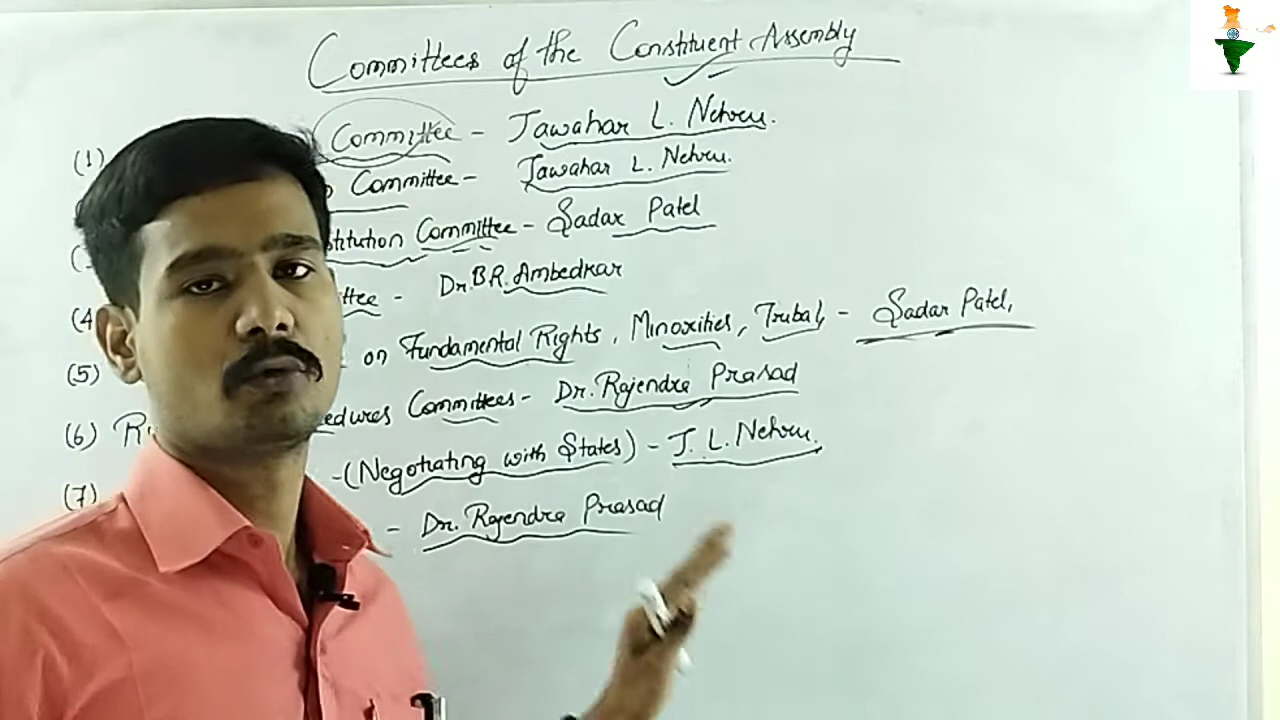 Committees of the Constituent Assembly
(1) Committee - Jawahar L. Nehru.
Committee - Jawahar L. Nehru.
stitution Committee - Sadar Patel
(4 ttee - Dr. B.R. Ambedkar
(5) on Fundamental Rights, Minorities, Tribal, - Sadar Patel,
(6) R edures Committees - Dr. Rajendra Prasad
(7) -(Negotiating with States) - J. L. Nehru.
- Dr. Rajendra Prasad